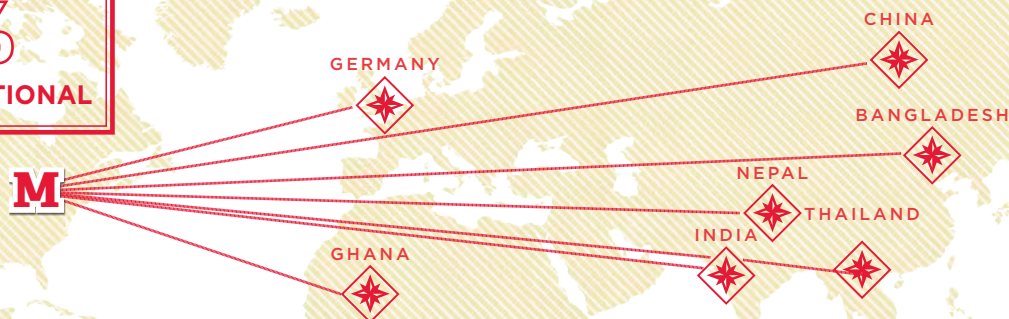 CHINA
GERMANY
TIONAL
BANGLADESH
M
NEPAL
THAILAND
INDIA
GHANA